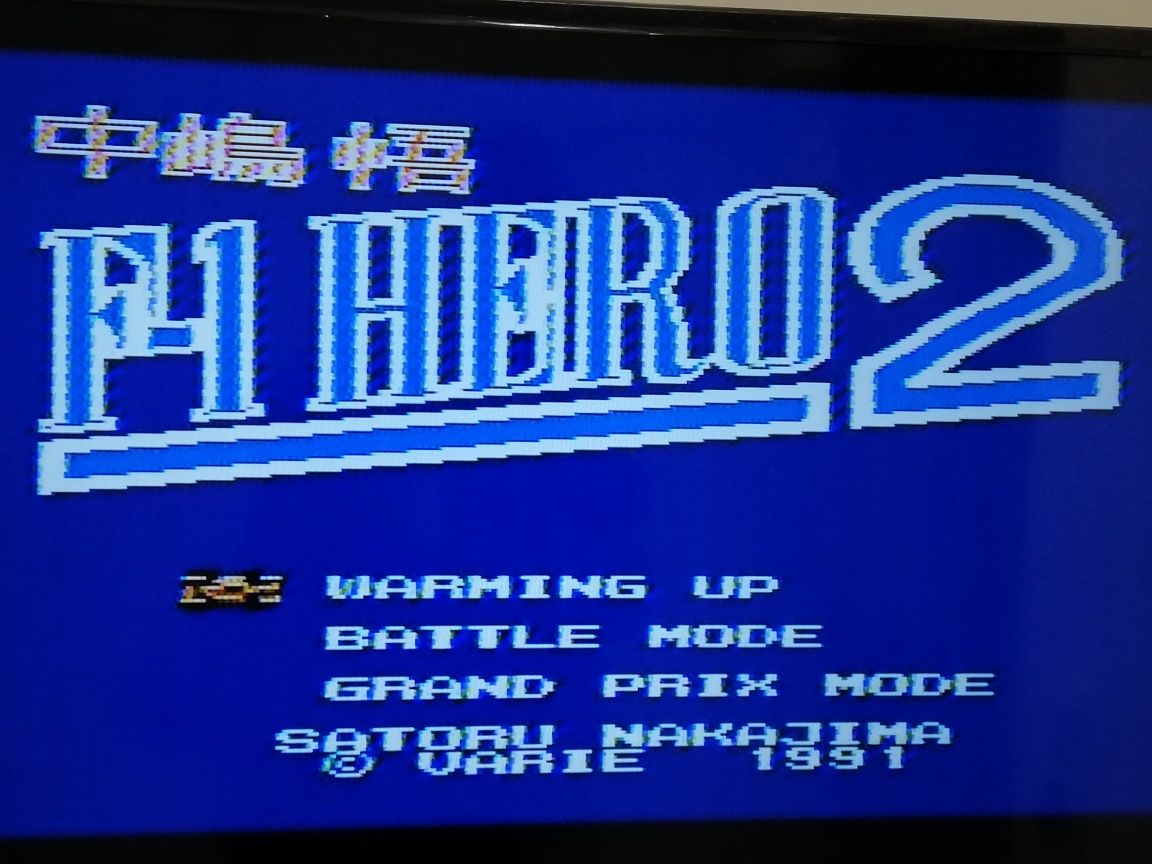 中嶋悟
F-1 HERO 2
WARMING UP
BATTLE MODE
GRAND PRIX MODE
SATORU NAKAJIMA
© VARIE 1991